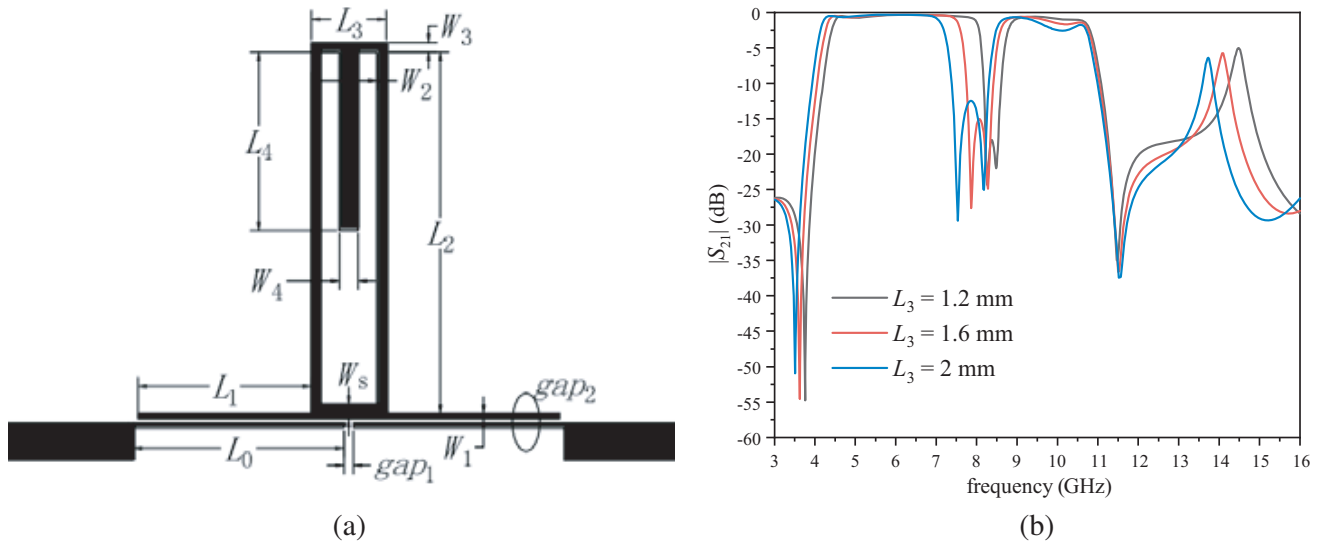 L3
W3
W2
L4
L2
W4
L1
Ws
gap2
L0
W1
gap1
(a)
0
-5
-10
-15
-20
-25
-30
-35
-40
-45
-50
-55
-60
|S21| (dB)
L3 = 1.2 mm
L3 = 1.6 mm
L3 = 2 mm
3 4 5 6 7 8 9 10 11 12 13 14 15 16
frequency (GHz)
(b)